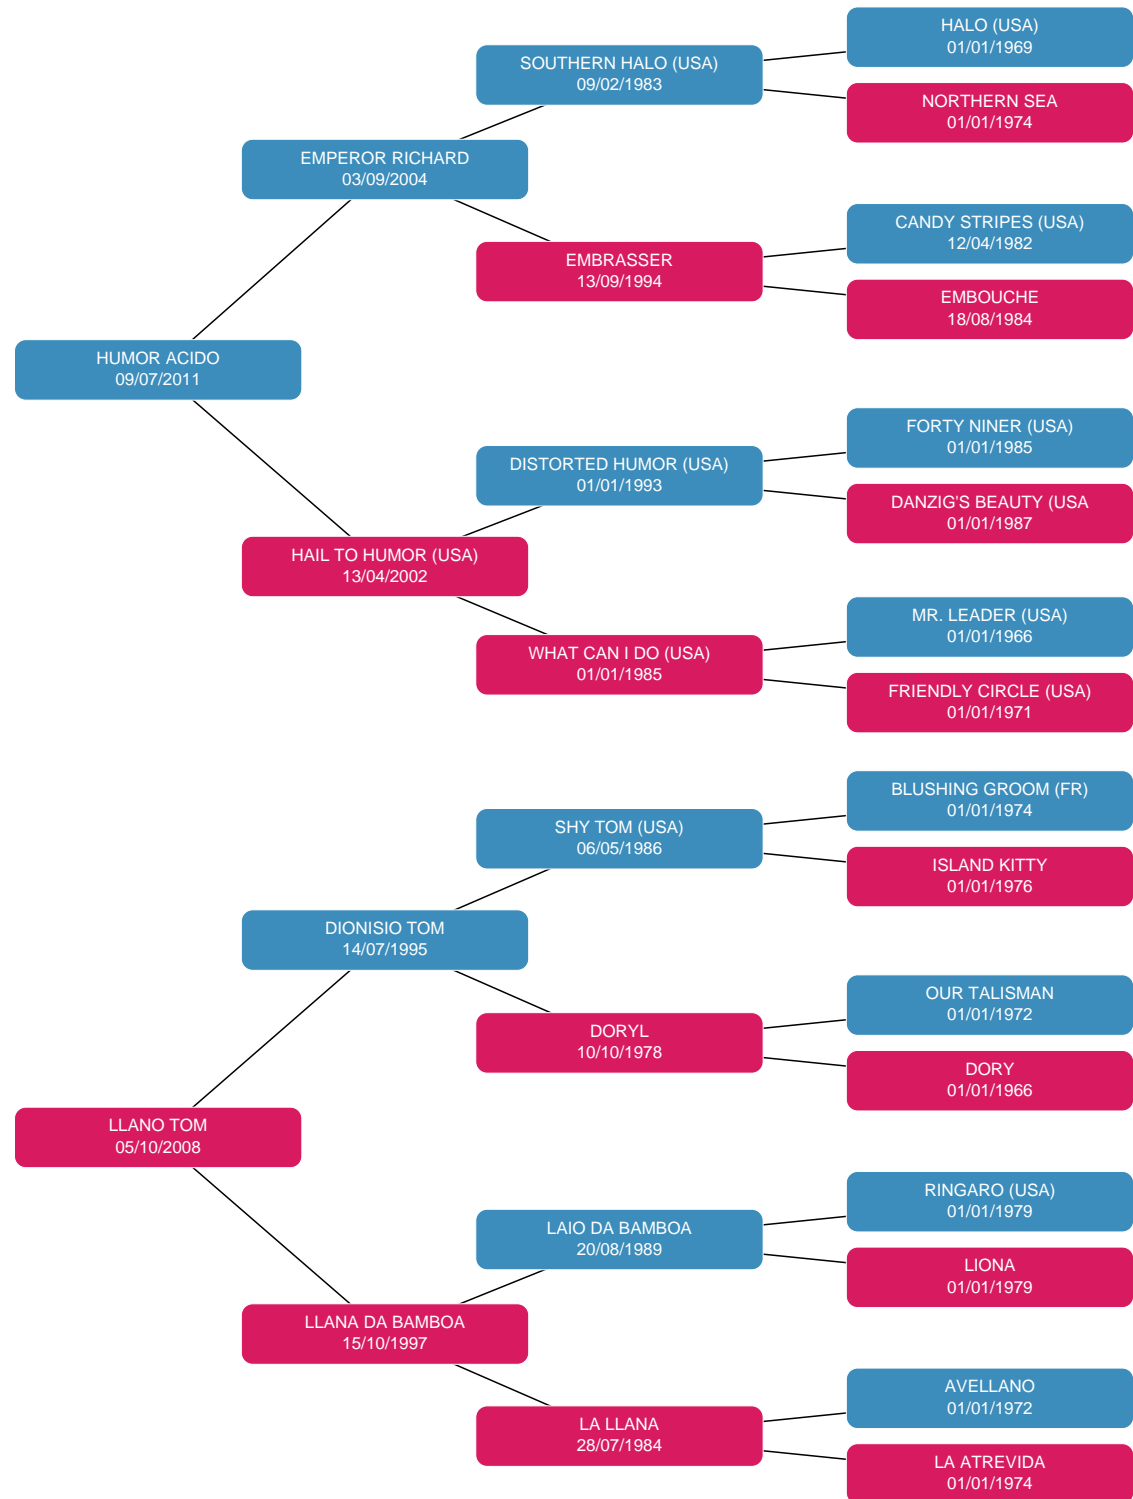 HALO (USA)
01/01/1969
SOUTHERN HALO (USA)
09/02/1983
NORTHERN SEA
01/01/1974
EMPEROR RICHARD
03/09/2004
CANDY STRIPES (USA)
12/04/1982
EMBRASSER
13/09/1994
EMBOUCHE
18/08/1984
HUMOR ACIDO
09/07/2011
FORTY NINER (USA)
01/01/1985
DISTORTED HUMOR (USA)
01/01/1993
DANZIG'S BEAUTY (USA
01/01/1987
HAIL TO HUMOR (USA)
13/04/2002
MR. LEADER (USA)
01/01/1966
WHAT CAN I DO (USA)
01/01/1985
FRIENDLY CIRCLE (USA)
01/01/1971
BLUSHING GROOM (FR)
01/01/1974
SHY TOM (USA)
06/05/1986
ISLAND KITTY
01/01/1976
DIONISIO TOM
14/07/1995
OUR TALISMAN
01/01/1972
DORYL
10/10/1978
DORY
01/01/1966
LLANO TOM
05/10/2008
RINGARO (USA)
01/01/1979
LAIO DA BAMBOA
20/08/1989
LIONA
01/01/1979
LLANA DA BAMBOA
15/10/1997
AVELLANO
01/01/1972
LA LLANA
28/07/1984
LA ATREVIDA
01/01/1974